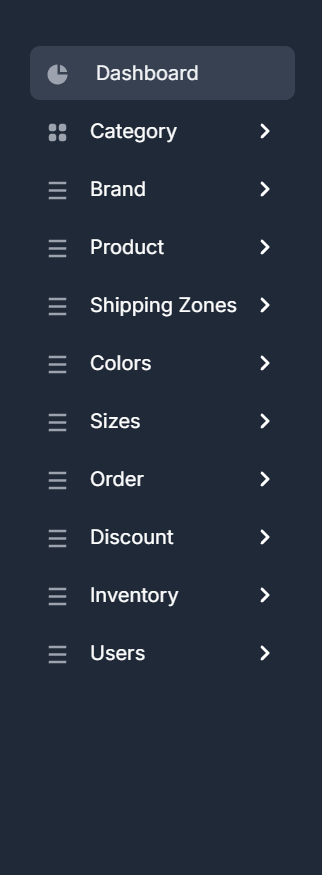 Dashboard
Category
Brand
Product
Shipping Zones
Colors
Sizes
Order
Discount
Inventory
Users